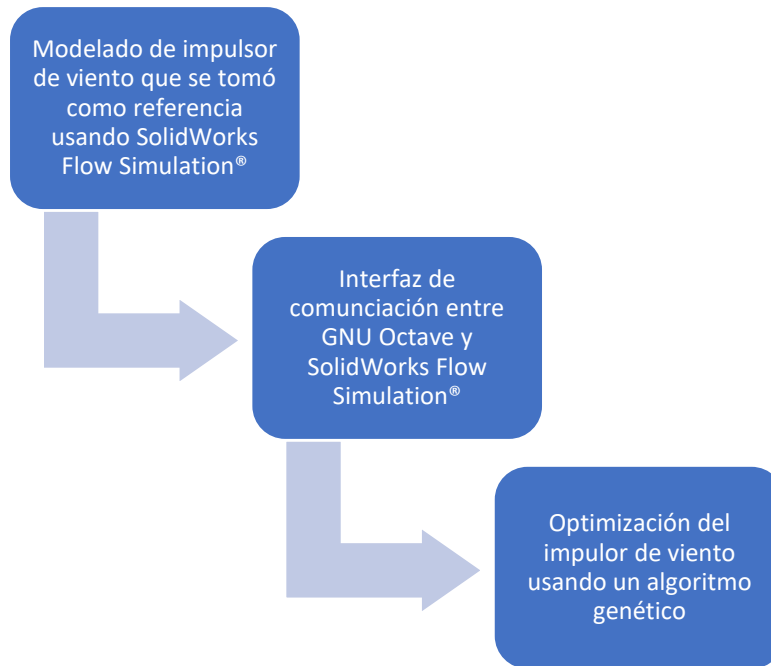 Modelado de impulsor
de viento que se tomó
como referencia
usando SolidWorks
Flow Simulation®
Interfaz de
comunciación entre
GNU Octave y
SolidWorks Flow
Simulation®
Optimización del
impulor de viento
usando un algoritmo
genético